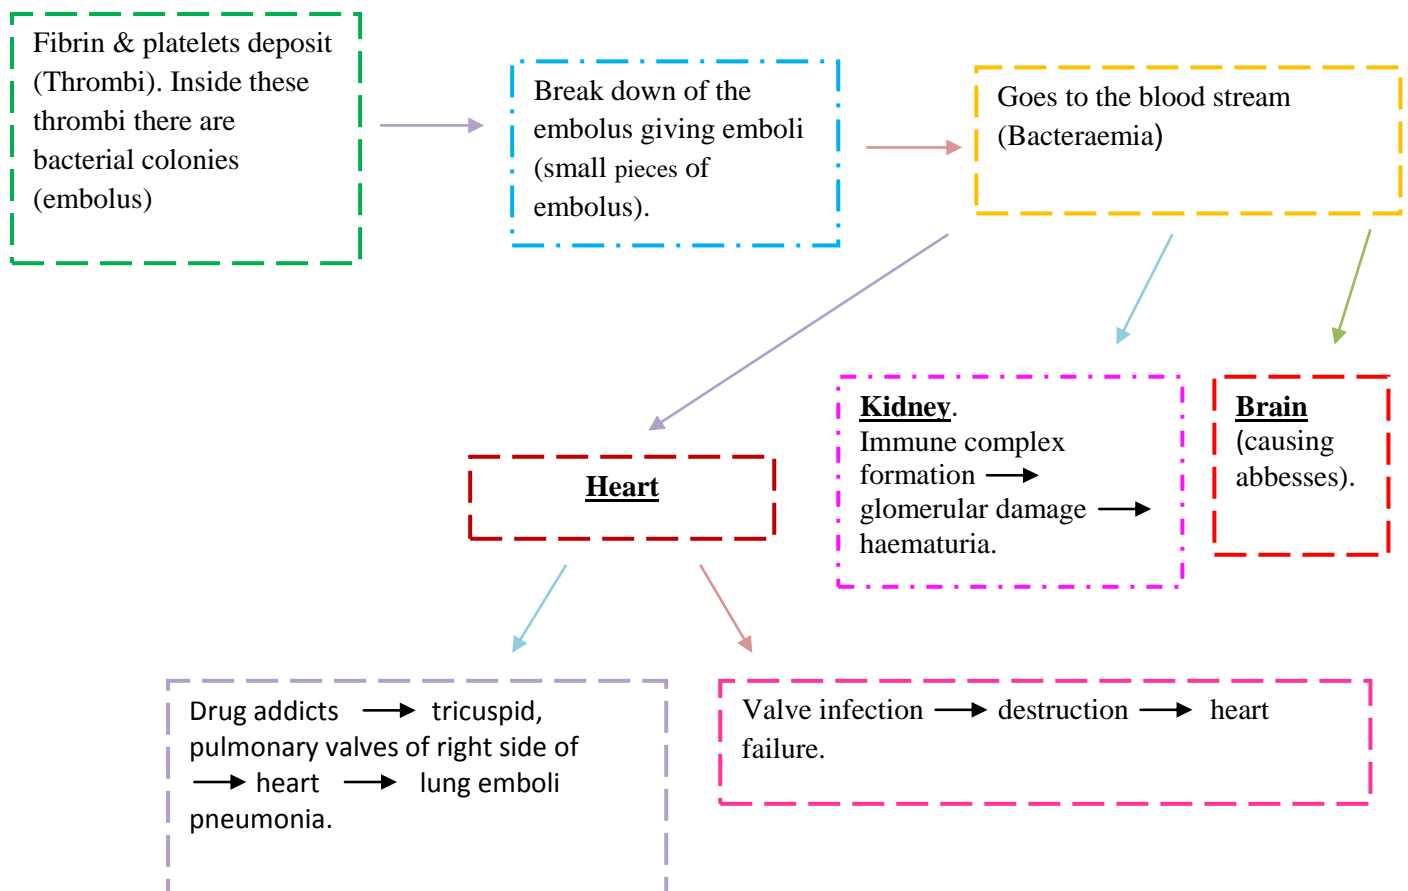 Fibrin & platelets deposit
(Thrombi). Inside these
thrombi there are
bacterial colonies
(embolus)
Break down of the
embolus giving emboli
(small pieces of
embolus).
Goes to the blood stream
(Bacteraemia)
Kidney.
Immune complex
formation →
glomerular damage →
haematuria.
Brain
(causing
abbesses).
Heart
Drug addicts → tricuspid,
pulmonary valves of right side of
→ heart → lung emboli
pneumonia.
Valve infection → destruction → heart
failure.